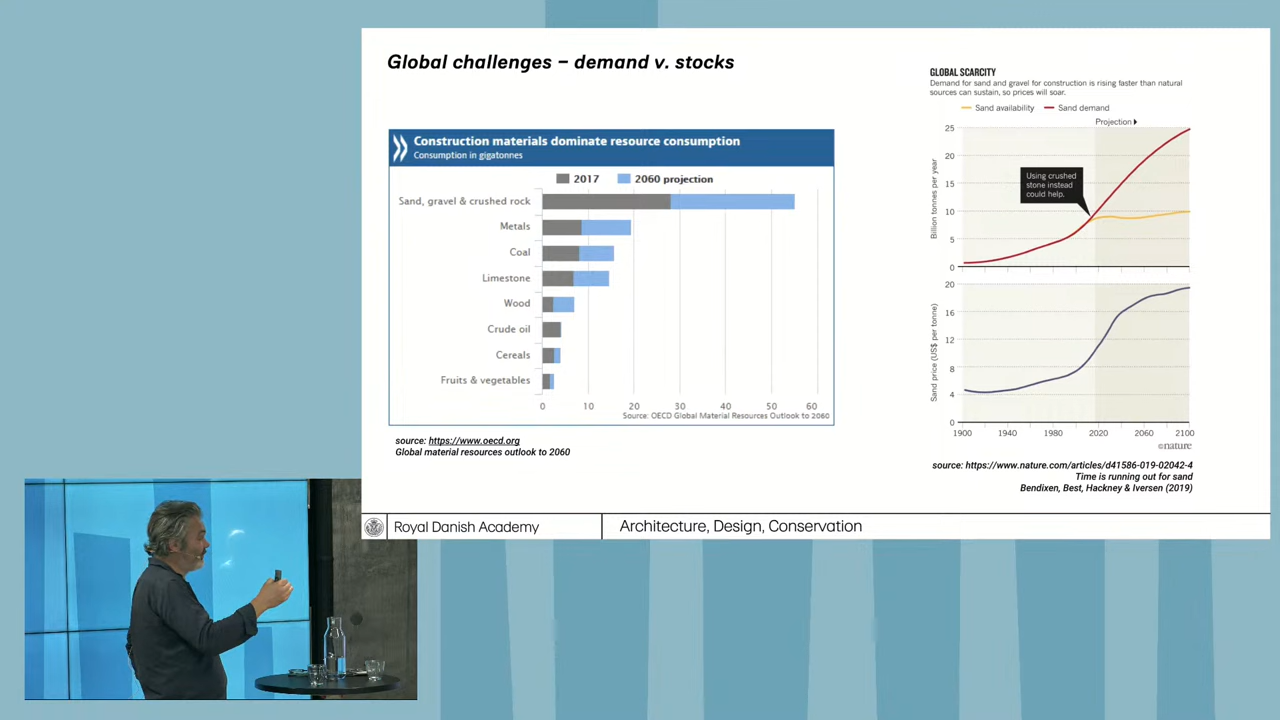 Global challenges – demand v. stocks
Construction materials dominate resource consumption
Consumption in gigatonnes
2017
2060 projection
Sand, gravel & crushed rock
Metals
Coal
Limestone
Wood
Crude oil
Cereals
Fruits & vegetables
0 10 20 30 40 50 60
Source: OECD Global Material Resources Outlook to 2060
source: https://www.oecd.org
Global material resources outlook to 2060
GLOBAL SCARCITY
Demand for sand and gravel for construction is rising faster than natural
sources can sustain, so prices will soar.
Sand availability
Sand demand
Projection
Billion tonnes per year
25
20
15
10
5
0
Using crushed
stone instead
could help.
Sand price (US$ per tonne)
20
16
12
8
4
0
1900 1940 1980 2020 2060 2100
©nature
source: https://www.nature.com/articles/d41586-019-02042-4
Time is running out for sand
Bendixen, Best, Hackney & Iversen (2019)
Royal Danish Academy
Architecture, Design, Conservation